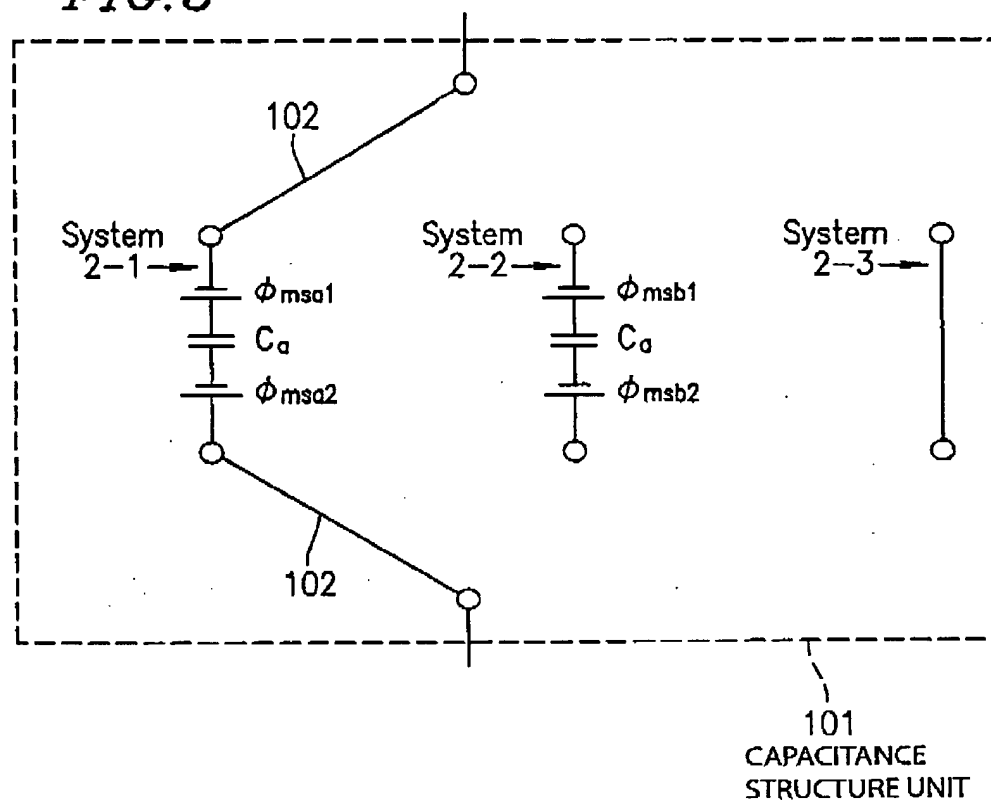 102
System
2-1
System
2-2
System
2-3
ϕmsa1
Ca
ϕmsa2
ϕmsb1
Ca
ϕmsb2
102
101
CAPACITANCE
STRUCTURE UNIT